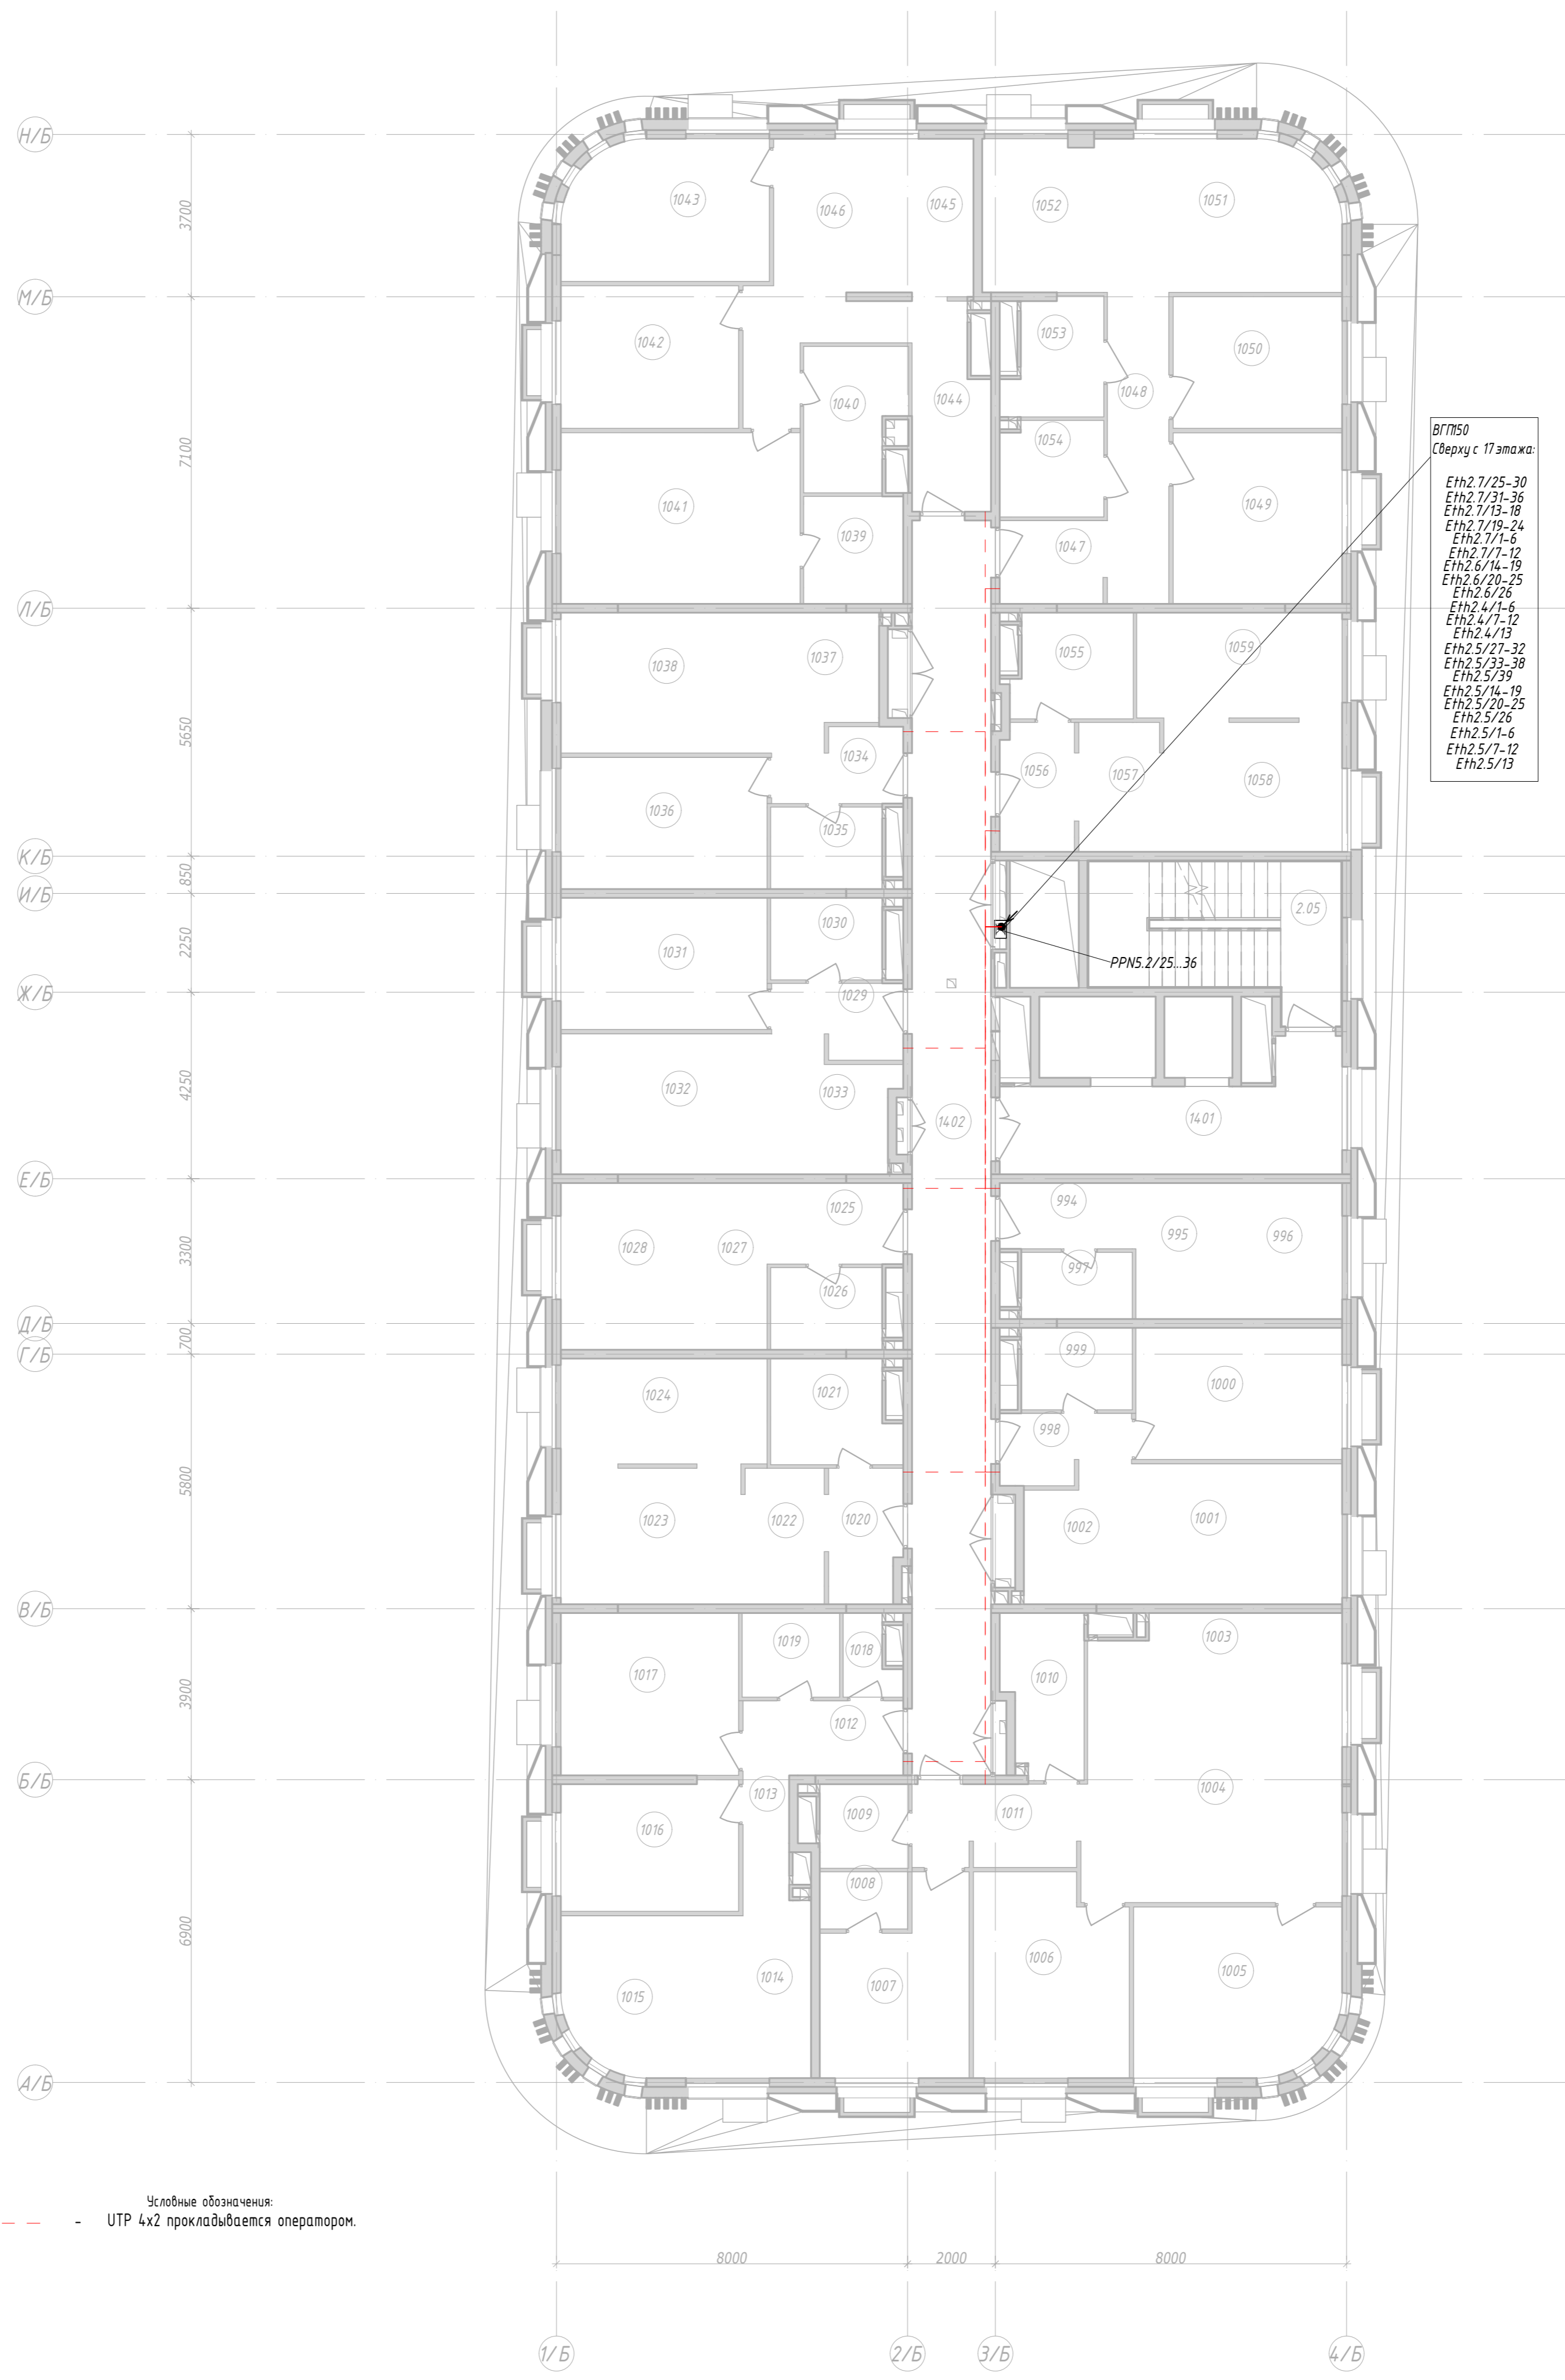 Н/Б
М/Б
Л/Б
К/Б
И/Б
Ж/Б
Е/Б
Д/Б
Г/Б
В/Б
Б/Б
А/Б
3700
7100
5650
850
2250
4250
3300
700
5800
3900
6900
1043
1046
1045
1052
1051
1042
1053
1050
1040
1044
1048
1054
1041
1049
1039
1047
1038
1037
1055
1059
1034
1056
1057
1058
1036
1035
1030
2.05
1031
1029
1032
1033
1402
1401
1025
994
1028
1027
995
996
1026
997
999
1024
1021
1000
998
1023
1022
1020
1002
1001
1019
1018
1003
1017
1010
1012
1013
1004
1016
1009
1011
1008
1014
1006
1015
1007
1005
ВГП150
Сверху с 17 этажа:
Eth2.7/25-30
Eth2.7/31-36
Eth2.7/13-18
Eth2.7/19-24
Eth2.7/1-6
Eth2.7/7-12
Eth2.6/14-19
Eth2.6/20-25
Eth2.6/26
Eth2.4/1-6
Eth2.4/7-12
Eth2.4/13
Eth2.5/27-32
Eth2.5/33-38
Eth2.5/39
Eth2.5/14-19
Eth2.5/20-25
Eth2.5/26
Eth2.5/1-6
Eth2.5/7-12
Eth2.5/13
PPN5.2/25...36
Условные обозначения:
- UTP 4x2 прокладывается оператором.
8000
2000
8000
1/Б
2/Б
3/Б
4/Б